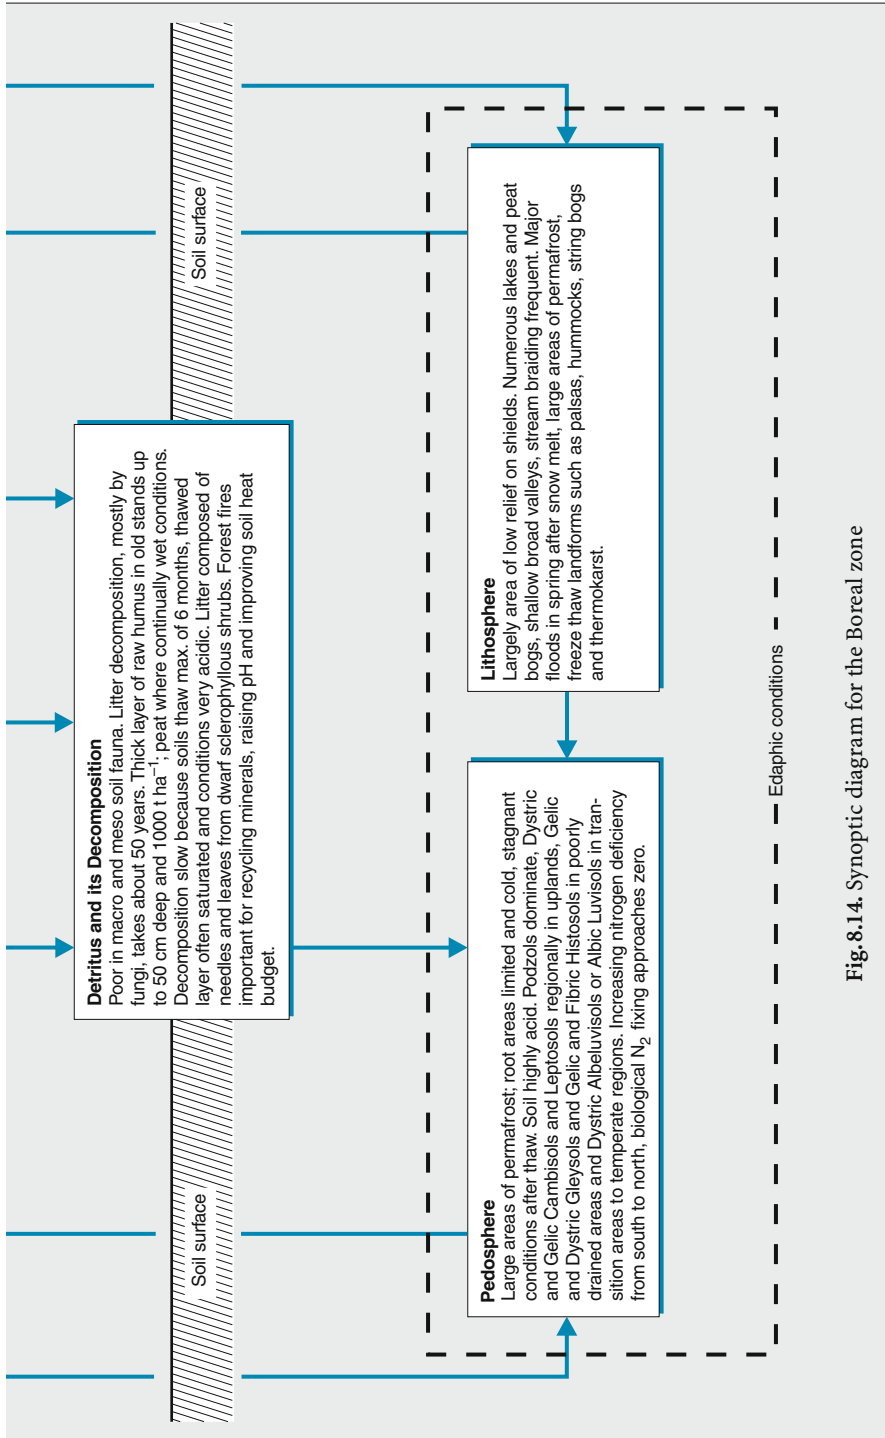 Soil surface
Soil surface
Detritus and its Decomposition
Poor in macro and meso soil fauna. Litter decomposition, mostly by
fungi, takes about 50 years. Thick layer of raw humus in old stands up
to 50 cm deep and 1000 t ha⁻¹; peat where continually wet conditions.
Decomposition slow because soils thaw max. of 6 months, thawed
layer often saturated and conditions very acidic. Litter composed of
needles and leaves from dwarf sclerophyllous shrubs. Forest fires
important for recycling minerals, raising pH and improving soil heat
budget.
Pedosphere
Large areas of permafrost; root areas limited and cold, stagnant
conditions after thaw. Soil highly acid. Podzols dominate, Dystric
and Gelic Cambisols and Leptosols regionally in uplands, Gelic
and Dystric Gleysols and Gelic and Fibric Histosols in poorly
drained areas and Dystric Albeluvisols or Albic Luvisols in tran-
sition areas to temperate regions. Increasing nitrogen deficiency
from south to north, biological N₂ fixing approaches zero.
Lithosphere
Largely area of low relief on shields. Numerous lakes and peat
bogs, shallow broad valleys, stream braiding frequent. Major
floods in spring after snow melt, large areas of permafrost,
freeze thaw landforms such as palsas, hummocks, string bogs
and thermokarst.
Edaphic conditions
Fig. 8.14. Synoptic diagram for the Boreal zone